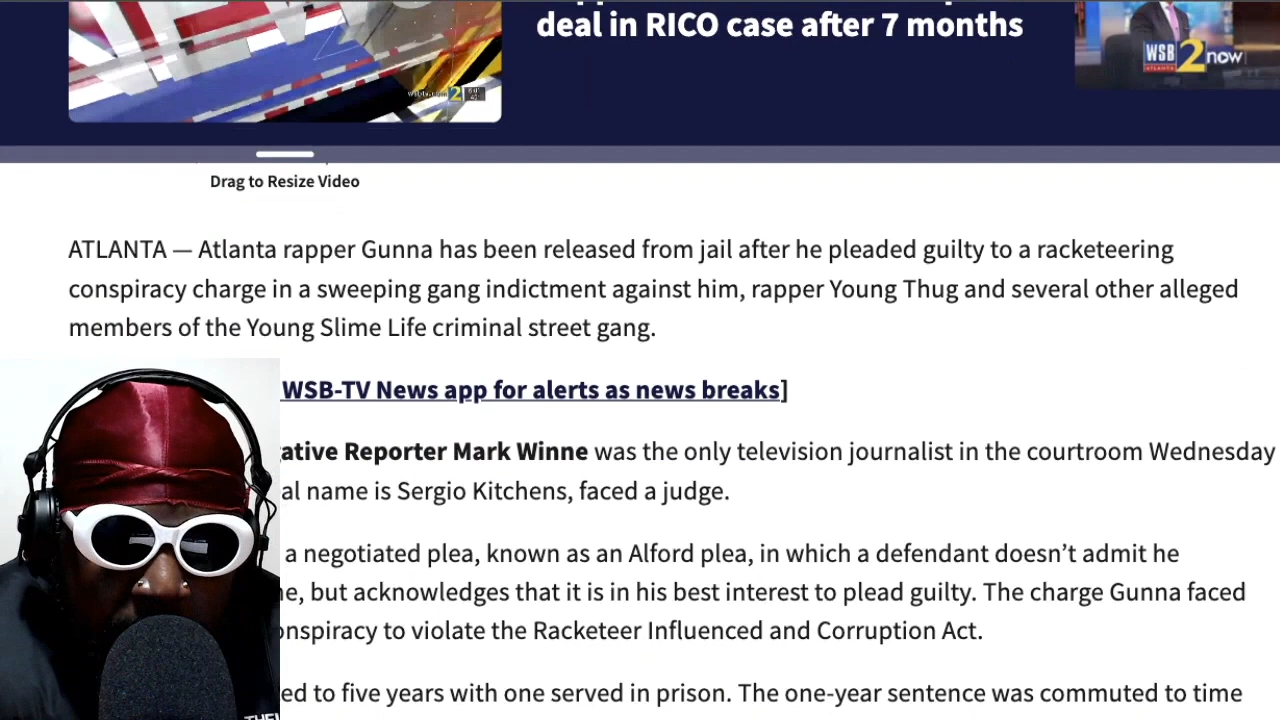 deal in RICO case after 7 months
WSB 2 now
ATLANTA
Drag to Resize Video
ATLANTA — Atlanta rapper Gunna has been released from jail after he pleaded guilty to a racketeering
conspiracy charge in a sweeping gang indictment against him, rapper Young Thug and several other alleged
members of the Young Slime Life criminal street gang.
WSB-TV News app for alerts as news breaks]
ative Reporter Mark Winne was the only television journalist in the courtroom Wednesday
al name is Sergio Kitchens, faced a judge.
a negotiated plea, known as an Alford plea, in which a defendant doesn’t admit he
e, but acknowledges that it is in his best interest to plead guilty. The charge Gunna faced
onspiracy to violate the Racketeer Influenced and Corruption Act.
ed to five years with one served in prison. The one-year sentence was commuted to time